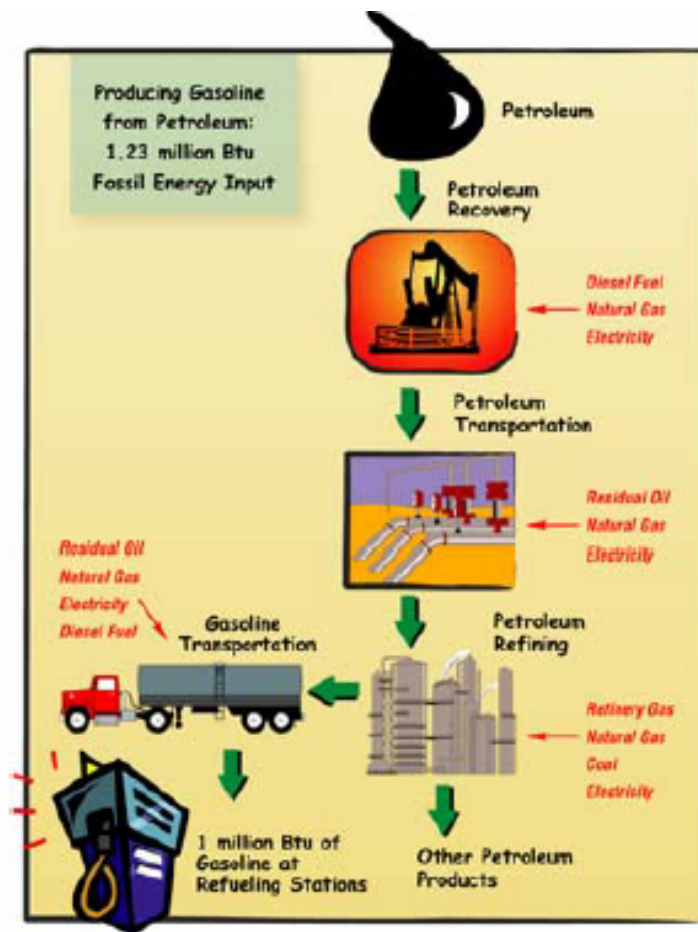 Producing Gasoline
from Petroleum:
1.23 million Btu
Fossil Energy Input
Petroleum
Petroleum
Recovery
Diesel Fuel
Natural Gas
Electricity
Petroleum
Transportation
Residual Oil
Natural Gas
Electricity
Residual Oil
Natural Gas
Electricity
Diesel Fuel
Gasoline
Transportation
Petroleum
Refining
Refinery Gas
Natural Gas
Coal
Electricity
1 million Btu of
Gasoline at
Refueling Stations
Other Petroleum
Products